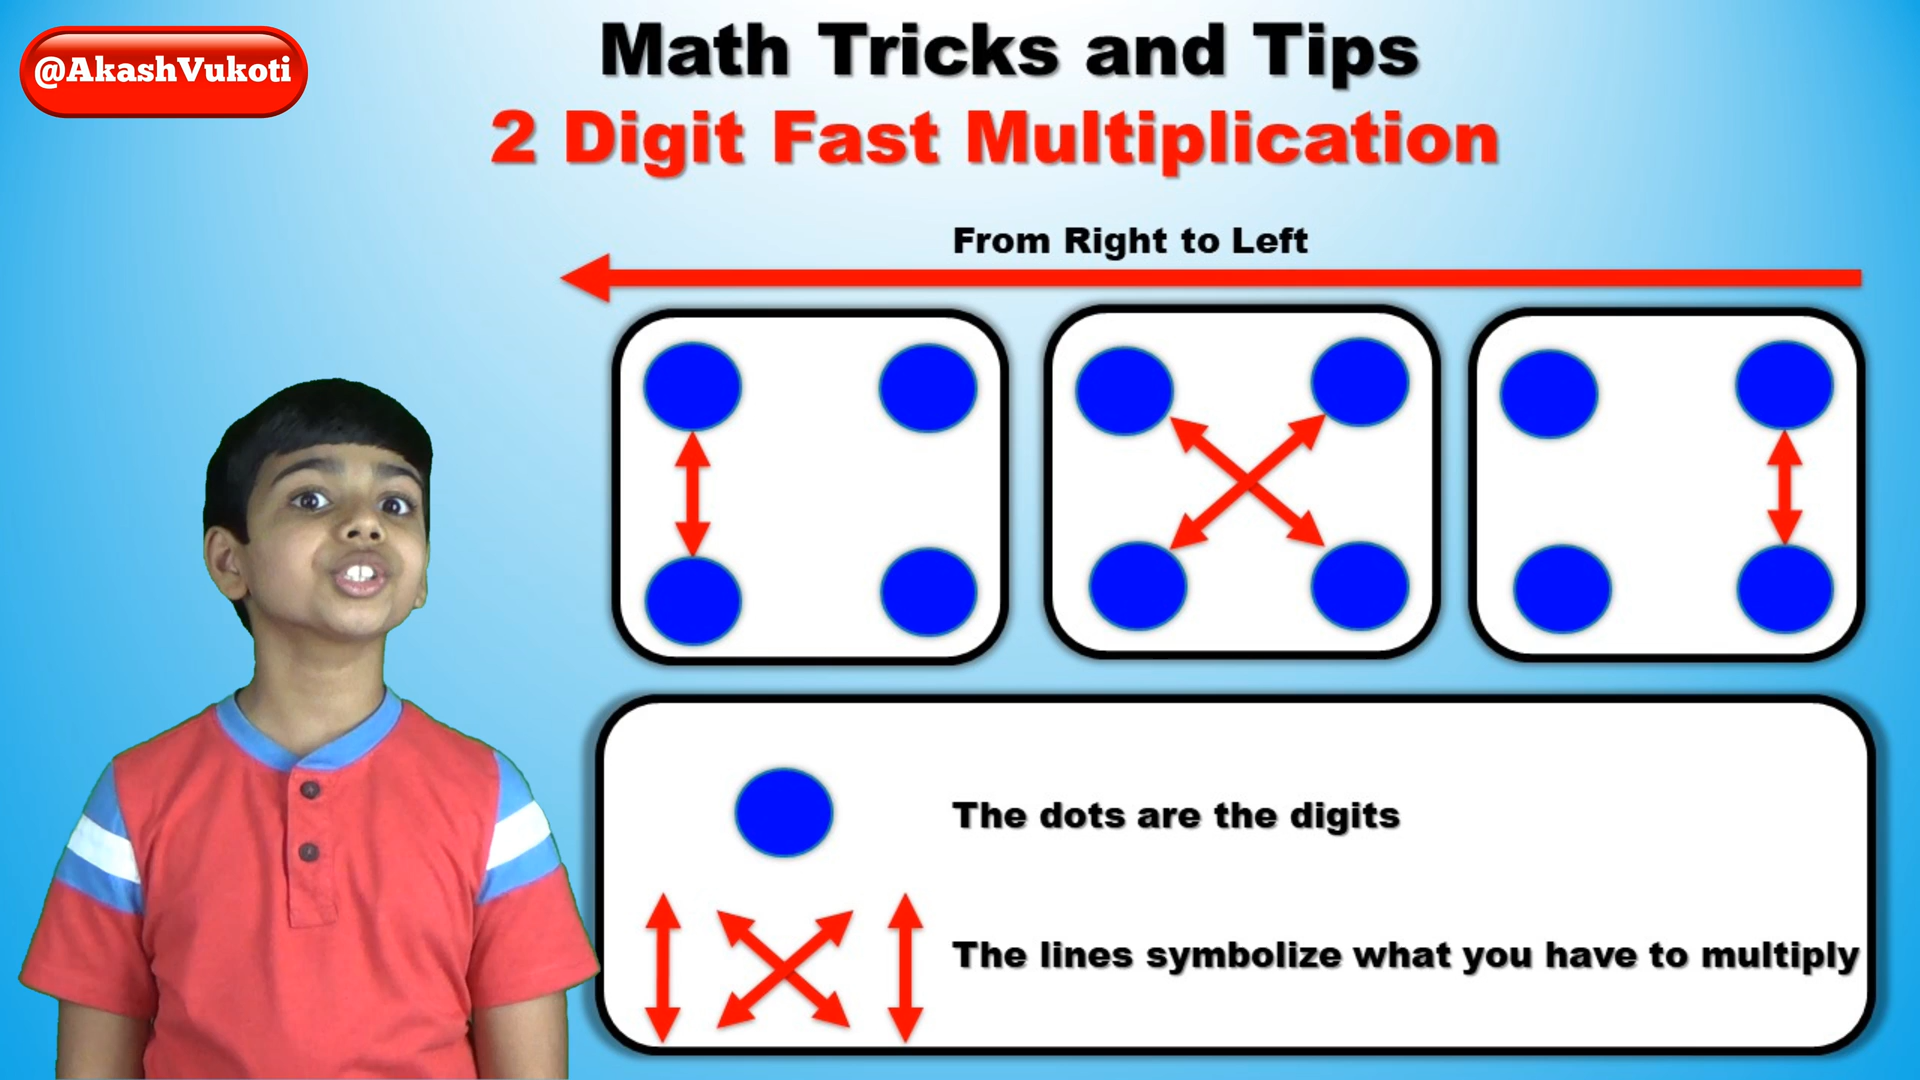 @AkashVukoti
Math Tricks and Tips
2 Digit Fast Multiplication
From Right to Left
The dots are the digits
The lines symbolize what you have to multiply